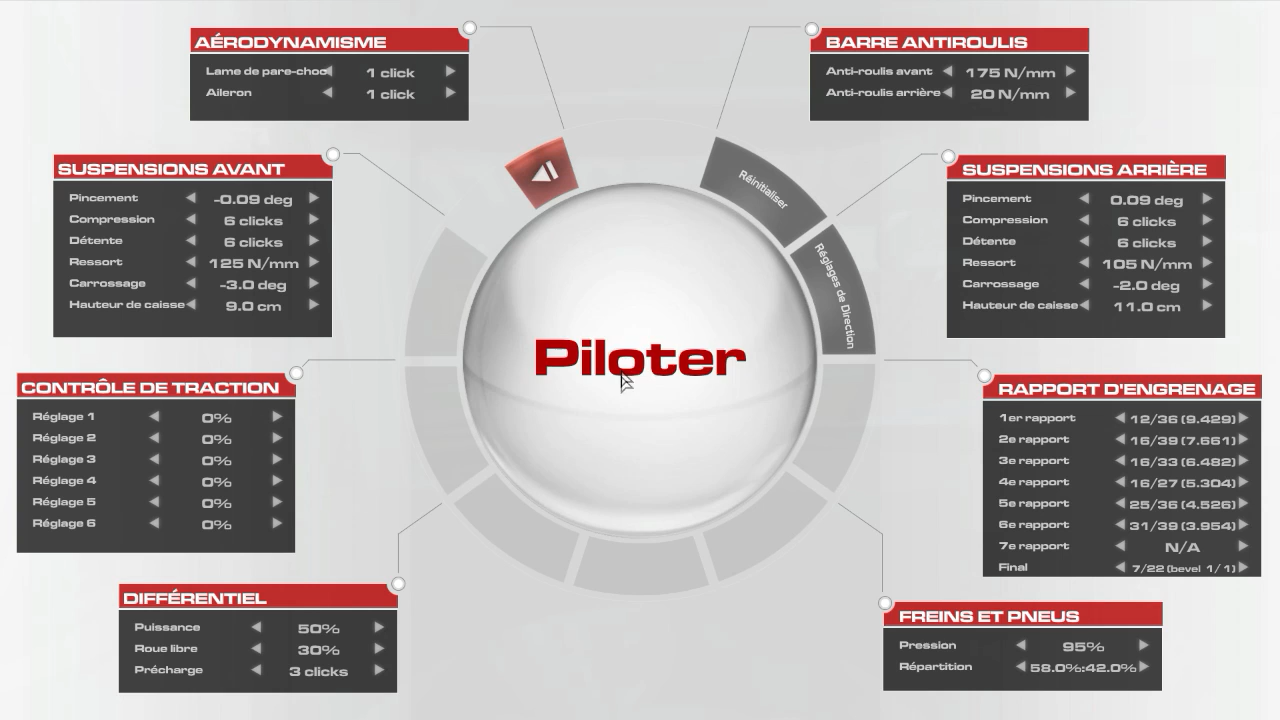 AÉRODYNAMISME
Lame de pare-choc 1 click
Aileron 1 click
BARRE ANTIROULIS
Anti-roulis avant 175 N/mm
Anti-roulis arrière 20 N/mm
SUSPENSIONS AVANT
Pincement -0.09 deg
Compression 6 clicks
Détente 6 clicks
Ressort 125 N/mm
Carrossage -3.0 deg
Hauteur de caisse 9.0 cm
Réinitialiser
Réglages de Direction
SUSPENSIONS ARRIÈRE
Pincement 0.09 deg
Compression 6 clicks
Détente 6 clicks
Ressort 105 N/mm
Carrossage -2.0 deg
Hauteur de caisse 11.0 cm
Piloter
CONTRÔLE DE TRACTION
Réglage 1 0%
Réglage 2 0%
Réglage 3 0%
Réglage 4 0%
Réglage 5 0%
Réglage 6 0%
RAPPORT D'ENGRENAGE
1er rapport 12/36 (9.429)
2e rapport 16/39 (7.661)
3e rapport 16/33 (6.482)
4e rapport 16/27 (5.304)
5e rapport 25/36 (4.526)
6e rapport 31/39 (3.954)
7e rapport N/A
Final 7/22 (bevel 1/1)
DIFFÉRENTIEL
Puissance 50%
Roue libre 30%
Précharge 3 clicks
FREINS ET PNEUS
Pression 95%
Répartition 58.0%:42.0%